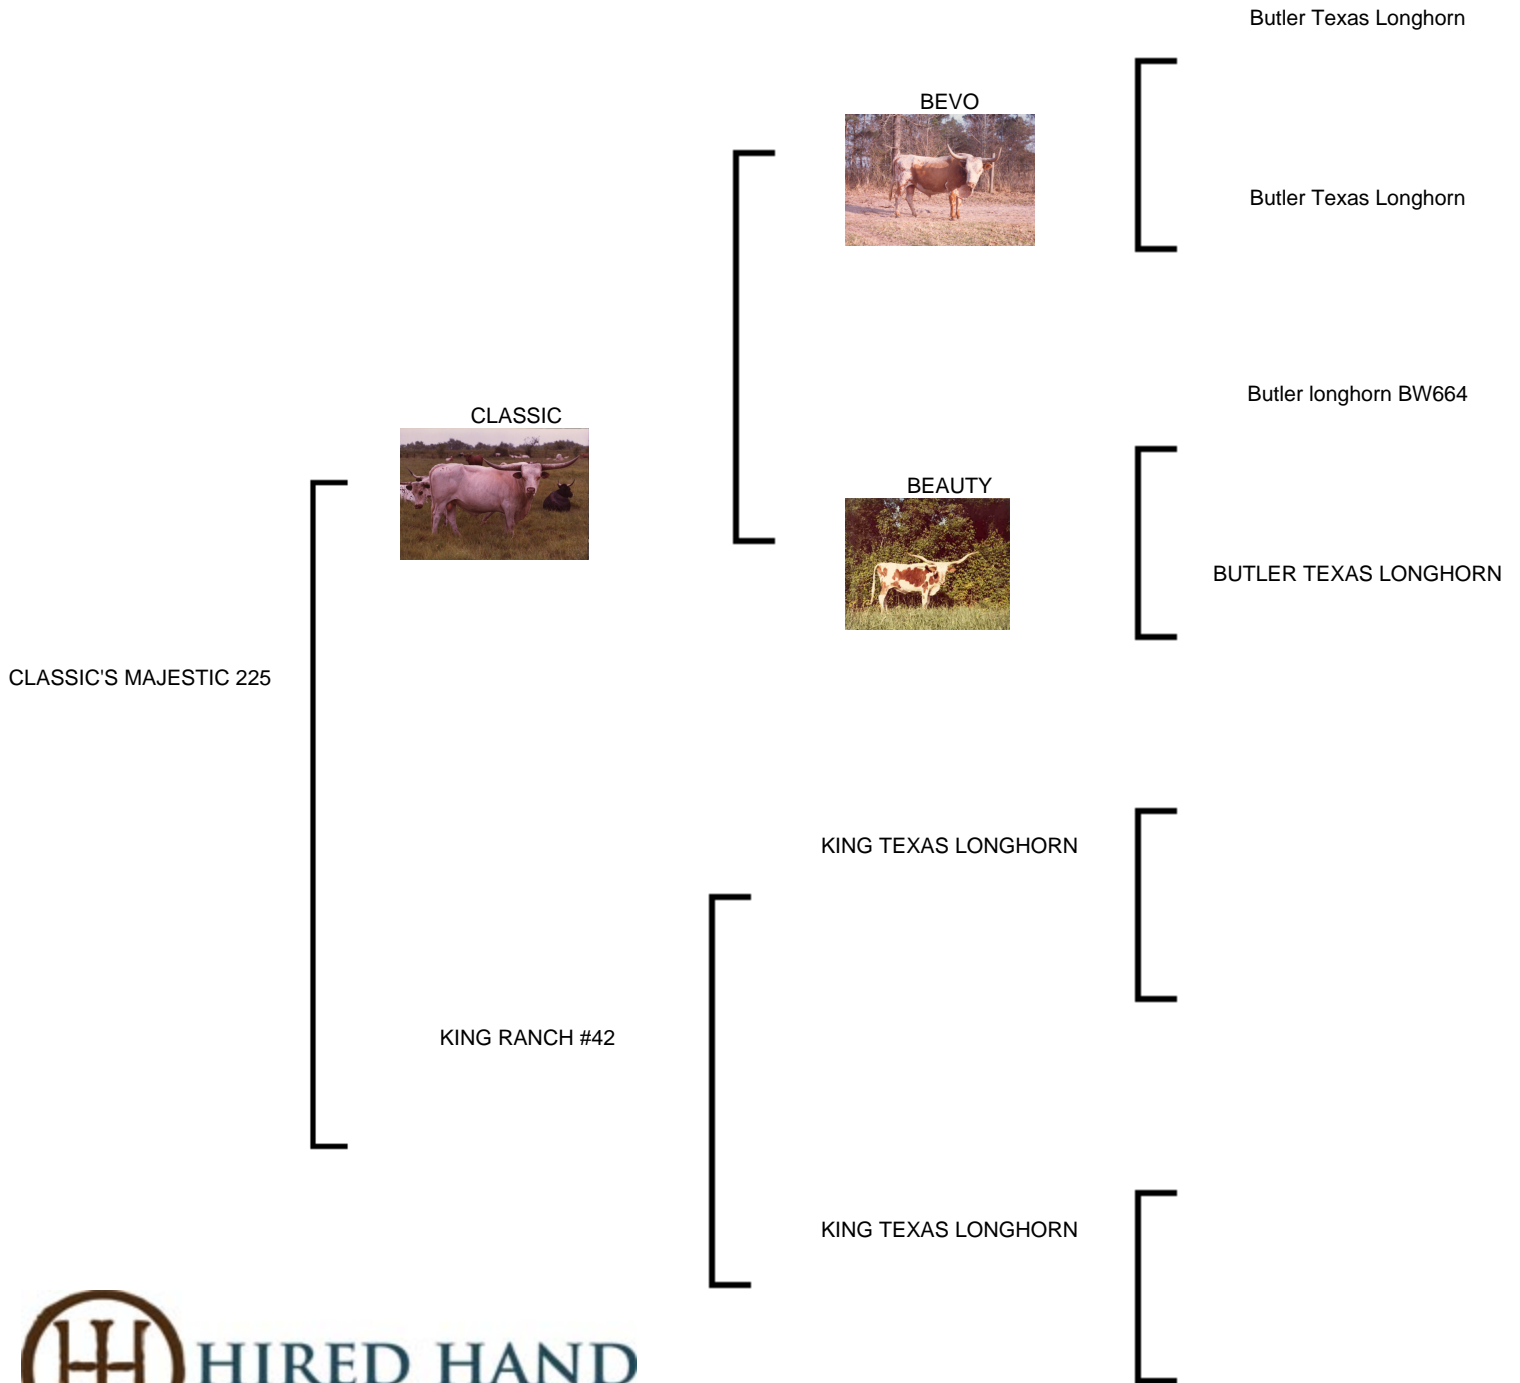 Butler Texas Longhorn
BEVO
Butler Texas Longhorn
Butler longhorn BW664
CLASSIC
BEAUTY
BUTLER TEXAS LONGHORN
CLASSIC'S MAJESTIC 225
KING TEXAS LONGHORN
KING RANCH #42
KING TEXAS LONGHORN
HIRED HAND